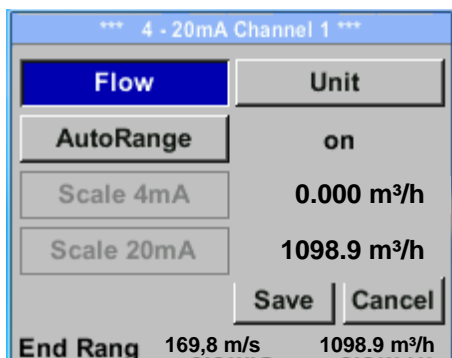 *** 4 - 20mA Channel 1 ***
Flow Unit
AutoRange on
Scale 4mA 0.000 m³/h
Scale 20mA 1098.9 m³/h
Save Cancel
End Rang 169,8 m/s 1098.9 m³/h